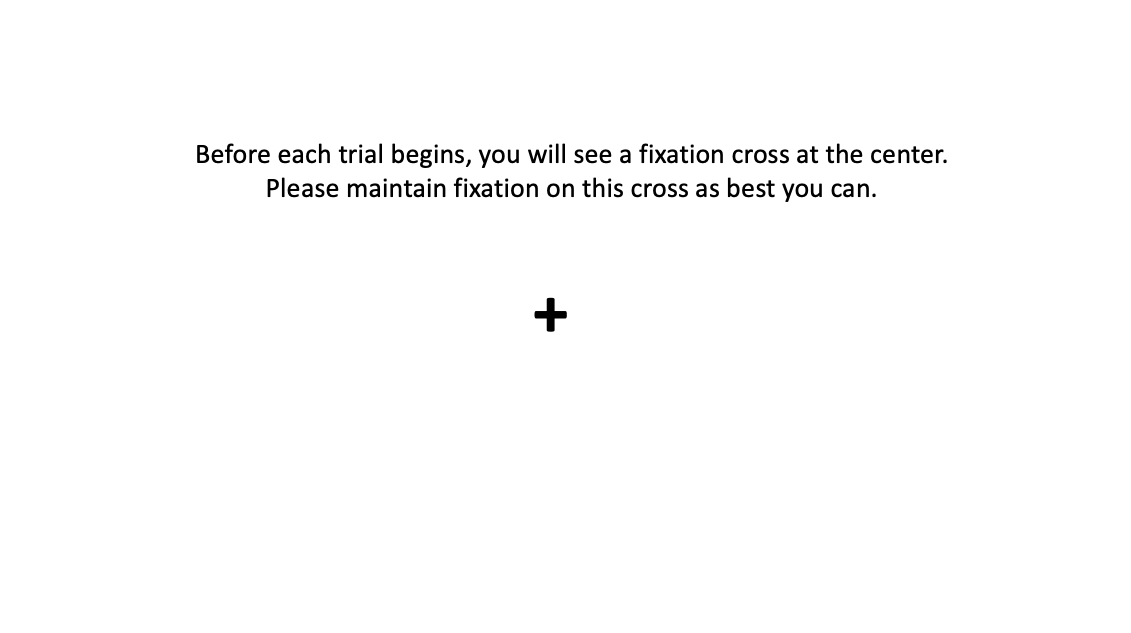 Before each trial begins, you will see a fixation cross at the center.
Please maintain fixation on this cross as best you can.